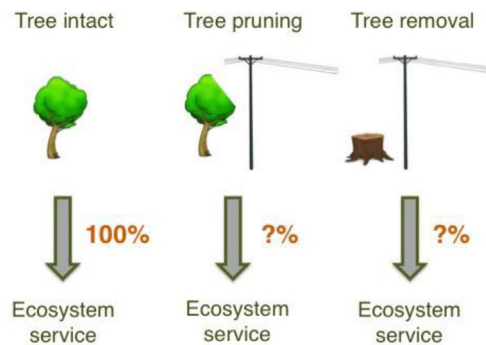 Tree intact
Tree pruning
Tree removal
100%
?%
?%
Ecosystem
service
Ecosystem
service
Ecosystem
service